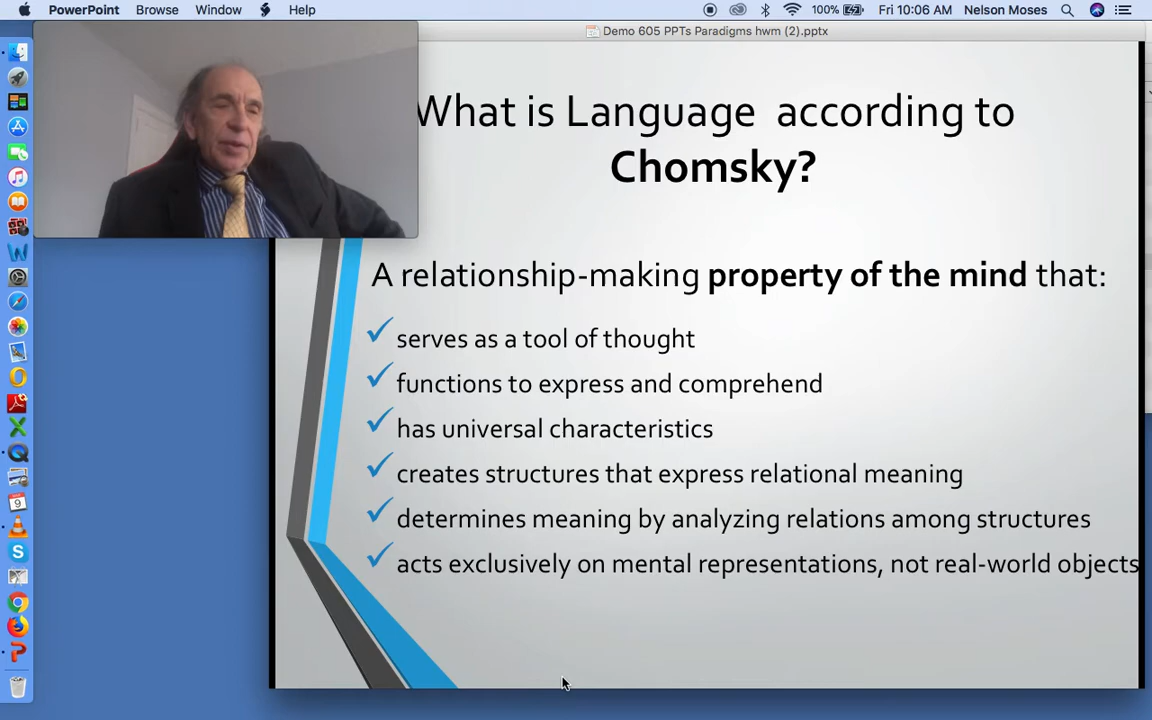 PowerPoint Browse Window Help 100% Fri 10:06 AM Nelson Moses
Demo 605 PPTs Paradigms hwm (2).pptx
What is Language according to
Chomsky?
A relationship-making property of the mind that:
serves as a tool of thought
functions to express and comprehend
has universal characteristics
creates structures that express relational meaning
determines meaning by analyzing relations among structures
acts exclusively on mental representations, not real-world objects